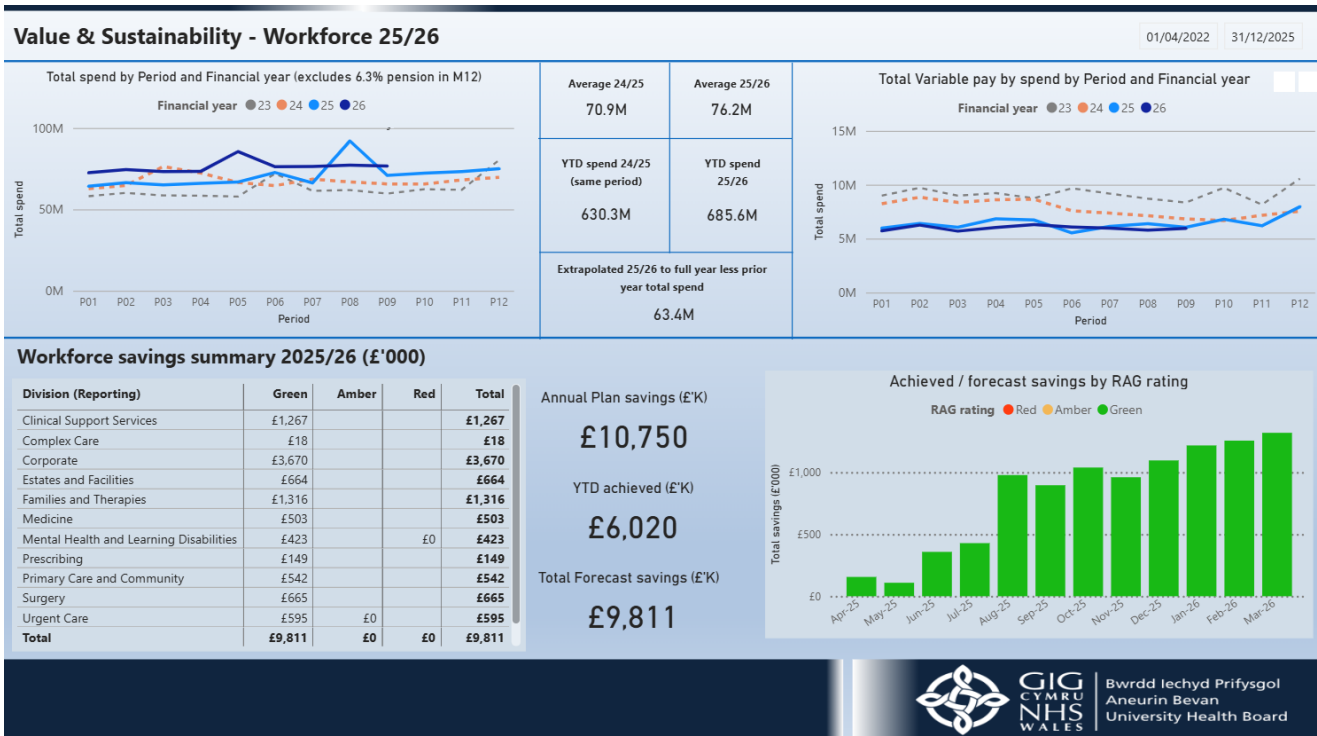 Value & Sustainability - Workforce 25/26
01/04/2022 31/12/2025
Total spend by Period and Financial year (excludes 6.3% pension in M12)
Financial year 23 24 25 26
100M
50M
0M
Total spend
P01 P02 P03 P04 P05 P06 P07 P08 P09 P10 P11 P12
Period
Average 24/25
70.9M
Average 25/26
76.2M
YTD spend 24/25
(same period)
630.3M
YTD spend
25/26
685.6M
Extrapolated 25/26 to full year less prior
year total spend
63.4M
Total Variable pay by spend by Period and Financial year
Financial year 23 24 25 26
15M
10M
5M
0M
Total spend
P01 P02 P03 P04 P05 P06 P07 P08 P09 P10 P11 P12
Period
Workforce savings summary 2025/26 (£'000)
Division (Reporting) Green Amber Red Total
Clinical Support Services £1,267 £1,267
Complex Care £18 £18
Corporate £3,670 £3,670
Estates and Facilities £664 £664
Families and Therapies £1,316 £1,316
Medicine £503 £503
Mental Health and Learning Disabilities £423 £0 £423
Prescribing £149 £149
Primary Care and Community £542 £542
Surgery £665 £665
Urgent Care £595 £0 £595
Total £9,811 £0 £0 £9,811
Annual Plan savings (£'K)
£10,750
YTD achieved (£'K)
£6,020
Total Forecast savings (£'K)
£9,811
Achieved / forecast savings by RAG rating
RAG rating Red Amber Green
£1,000
£500
£0
Total savings (£'000)
Apr-25 May-25 Jun-25 Jul-25 Aug-25 Sep-25 Oct-25 Nov-25 Dec-25 Jan-26 Feb-26 Mar-26
GIG
CYMRU
NHS
WALES
Bwrdd Iechyd Prifysgol
Aneurin Bevan
University Health Board